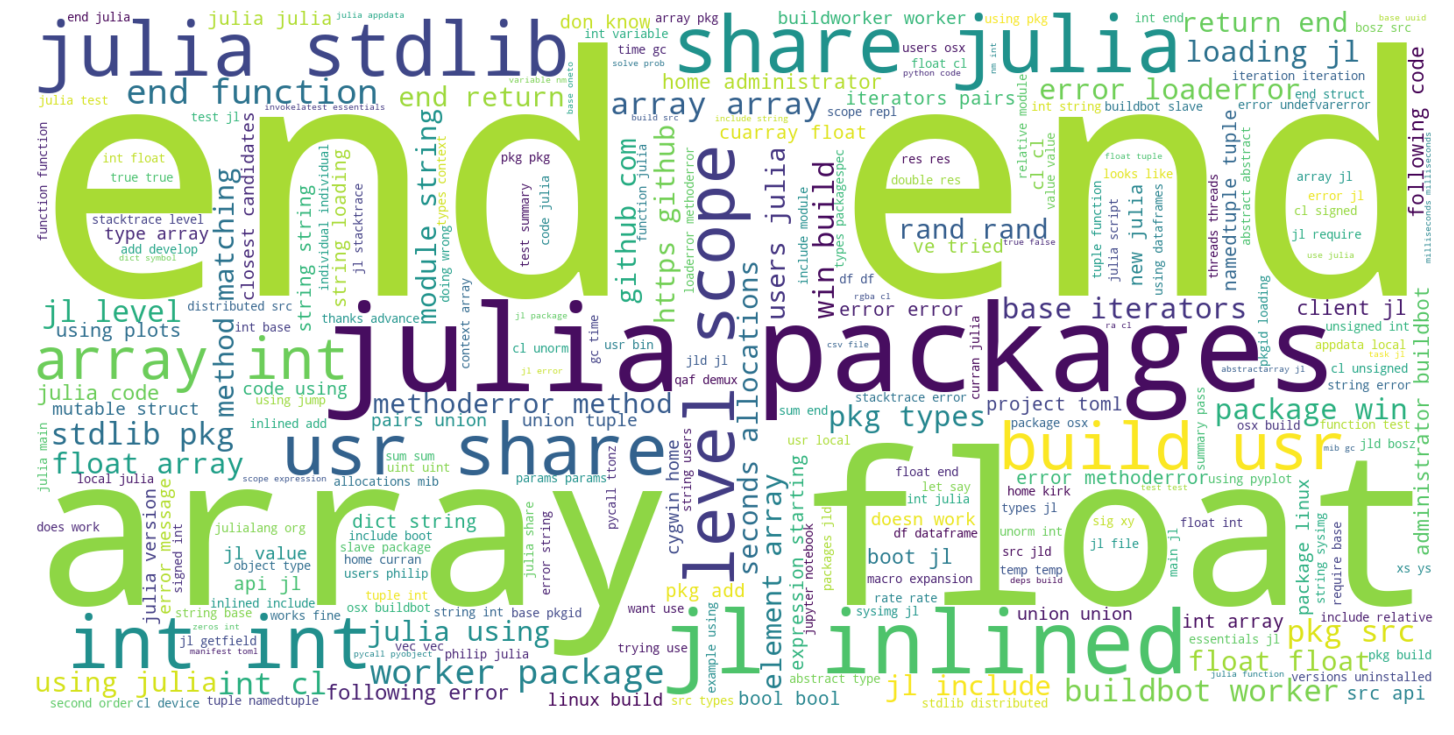 end end
array float
julia packages
julia stdlib
share julia
usr share
level scope
build usr
jl inlined
int int
array int
end function
end return
return end
loading jl
error loaderror
array array
julia julia
end julia
julia appdata
don know
int variable
array pkg
buildworker worker
using pkg
int end
base uuid
bosz src
time gc
solve prob
users osx
float cl
python code
nm int
home administrator
iterators pairs
iteration iteration
end struct
int string
buildbot slave
error undefvarerror
julia test
invokelatest essentials
variable nm
base oneto
build src
include string
scope repl
cuarray float
test jl
function function
int float
true true
stacktrace level
type array
add develop
dict symbol
method matching
closest candidates
string string
individual individual
string loading
jl stacktrace
module string
doing wrong
types context
pkg pkg
test summary
code julia
github com
function julia
https github
loaderror methoderror
users julia
include module
win build
types packagespec
res res
double res
rand rand
ve tried
true false
relative module
cl cl
value value
float tuple
looks like
tuple function
julia script
new julia
using dataframes
threads threads
namedtuple tuple
abstract abstract
array jl
error jl
cl signed
jl require
use julia
following code
milliseconds milliseconds
jl level
distributed src
using plots
int base
thanks advance
context array
jl package
gc time
cl unorm
usr bin
jl error
jld jl
qaf demux
seconds allocations
df df
rgba cl
error error
csv file
ra cl
curran julia
base iterators
pkgid loading
client jl
unsigned int
appdata local
task jl
abstractarray jl
cl unsigned
string error
administrator buildbot
julia code
code using
using jump
mutable struct
inlined add
methoderror method
pairs union
union tuple
sum end
stacktrace error
pkg types
project toml
package osx
package win
osx build
function test
summary pass
jld bosz
mib gc
stdlib pkg
float array
julia main
local julia
scope expression
sum sum
uint uint
allocations mib
params params
pycall ttonz
string users
cygwin home
usr local
element array
expression starting
error methoderror
using pyplot
test test
float end
let say
int julia
home kirk
types jl
does work
julia version
error message
signed int
julialang org
dict string
include boot
slave package
home curran
users philip
jl value
object type
api jl
julia share
error string
packages jld
jupyter notebook
doesn work
df dataframe
boot jl
macro expansion
unorm int
src jld
temp temp
deps build
sig xy
jl file
float int
main jl
package linux
string sysimg
require base
xs ys
inlined include
tuple int
osx buildbot
string base
works fine
string int
base pkgid
want use
pkg add
rate rate
sysimg jl
union union
int array
include relative
zeros int
jl getfield
manifest toml
vec vec
julia using
pycall pyobject
philip julia
trying use
example using
abstract type
essentials jl
pkg src
float float
pkg build
julia function
versions uninstalled
using julia
int cl
worker package
following error
linux build
src types
bool bool
jl include
stdlib distributed
buildbot worker
src api
second order
cl device
tuple namedtuple